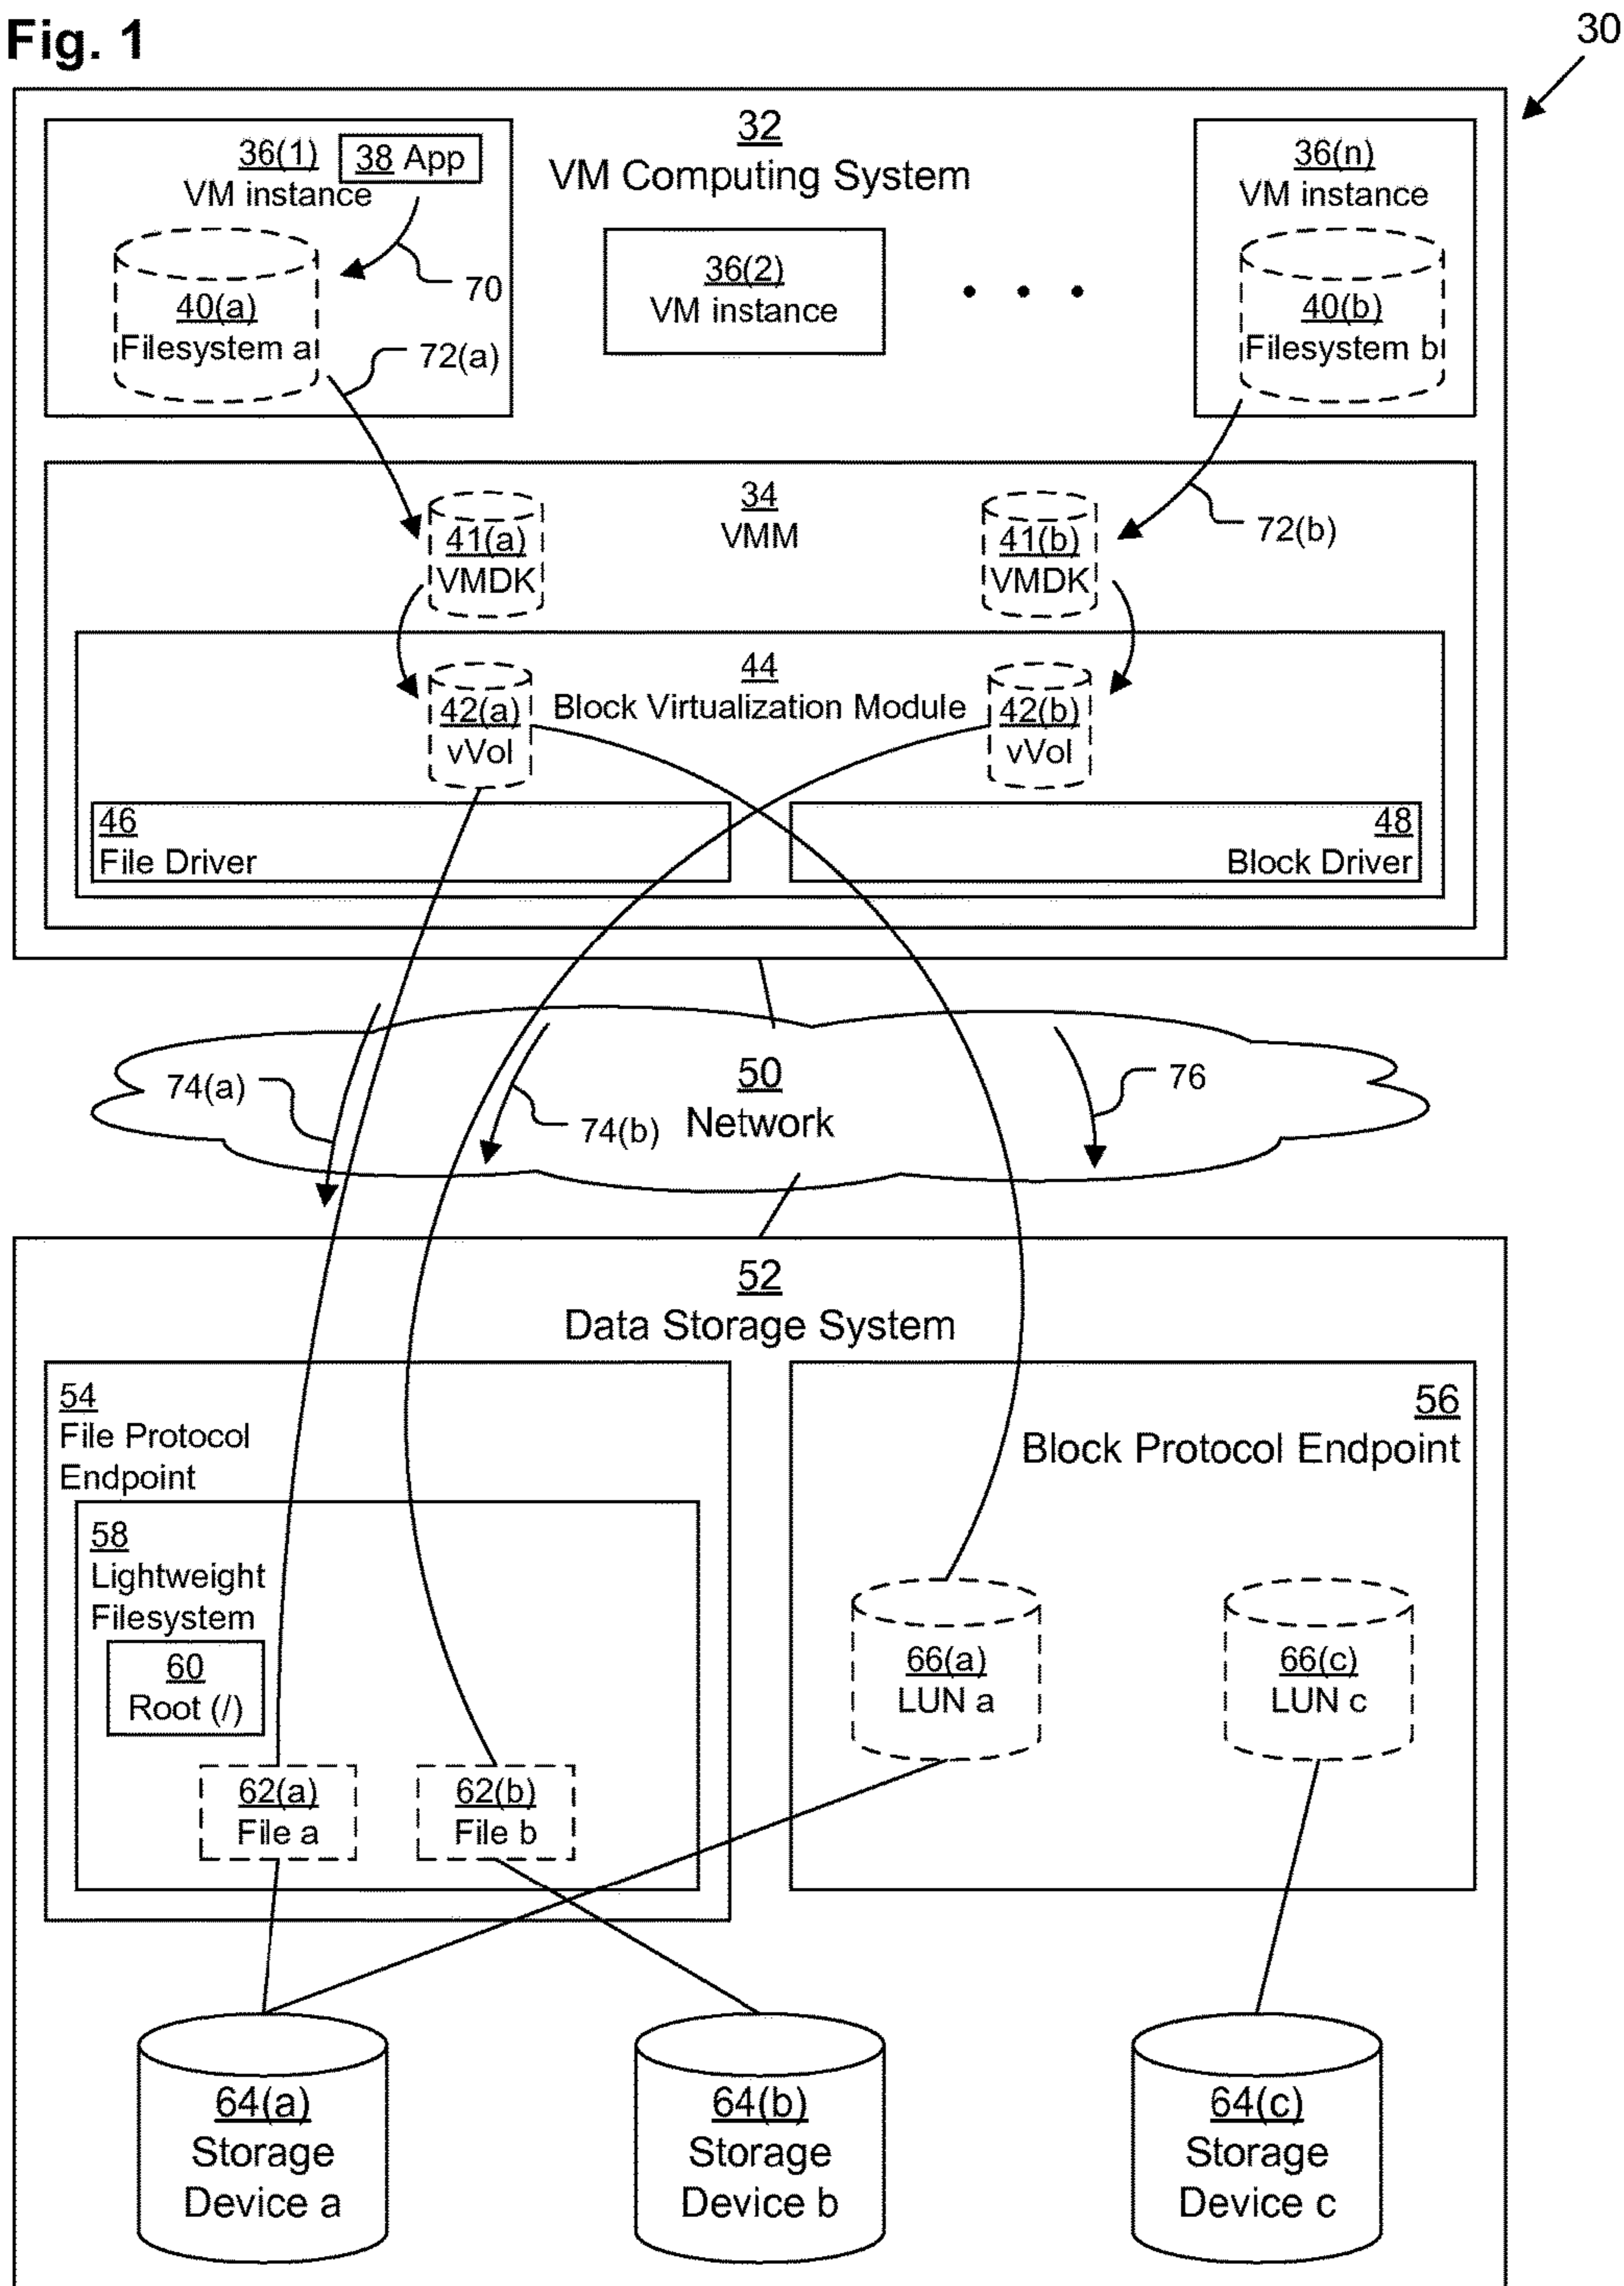 Fig. 1
30
32
VM Computing System
36(1)
VM instance
38 App
70
40(a)
Filesystem a
72(a)
36(2)
VM instance
• • •
36(n)
VM instance
40(b)
Filesystem b
72(b)
34
VMM
41(a)
VMDK
41(b)
VMDK
44
Block Virtualization Module
42(a)
vVol
42(b)
vVol
46
File Driver
48
Block Driver
50
Network
74(a)
74(b)
76
52
Data Storage System
54
File Protocol
Endpoint
56
Block Protocol Endpoint
58
Lightweight
Filesystem
60
Root (/)
62(a)
File a
62(b)
File b
66(a)
LUN a
66(c)
LUN c
64(a)
Storage
Device a
64(b)
Storage
Device b
64(c)
Storage
Device c